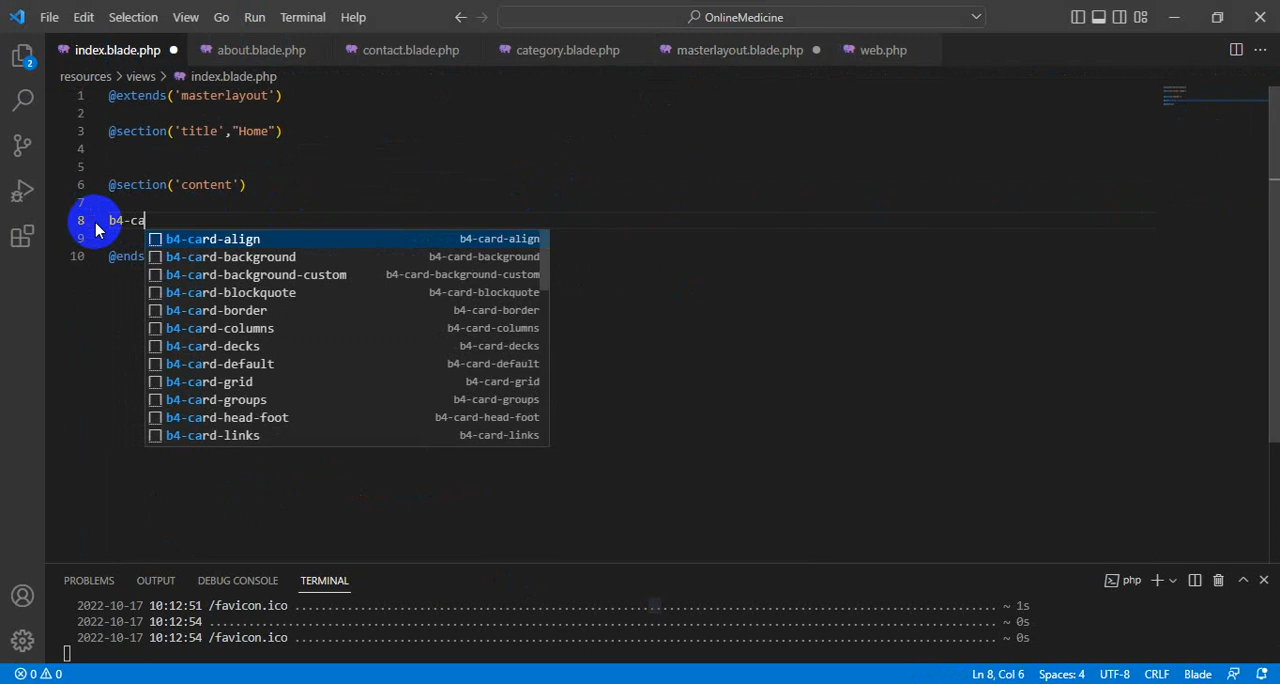 File Edit Selection View Go Run Terminal Help OnlineMedicine
index.blade.php about.blade.php contact.blade.php category.blade.php masterlayout.blade.php web.php
resources > views > index.blade.php
1 @extends('masterlayout')
2
3 @section('title',"Home")
4
5
6 @section('content')
7
8 b4-ca
9
10 @ends
b4-card-align b4-card-align
b4-card-background b4-card-background
b4-card-background-custom b4-card-background-custom
b4-card-blockquote b4-card-blockquote
b4-card-border b4-card-border
b4-card-columns b4-card-columns
b4-card-decks b4-card-decks
b4-card-default b4-card-default
b4-card-grid b4-card-grid
b4-card-groups b4-card-groups
b4-card-head-foot b4-card-head-foot
b4-card-links b4-card-links
2
PROBLEMS OUTPUT DEBUG CONSOLE TERMINAL php
2022-10-17 10:12:51 /favicon.ico ........ ~ 1s
2022-10-17 10:12:54 ........ ~ 0s
2022-10-17 10:12:54 /favicon.ico ........ ~ 0s
0 0 Ln 8, Col 6 Spaces: 4 UTF-8 CRLF Blade